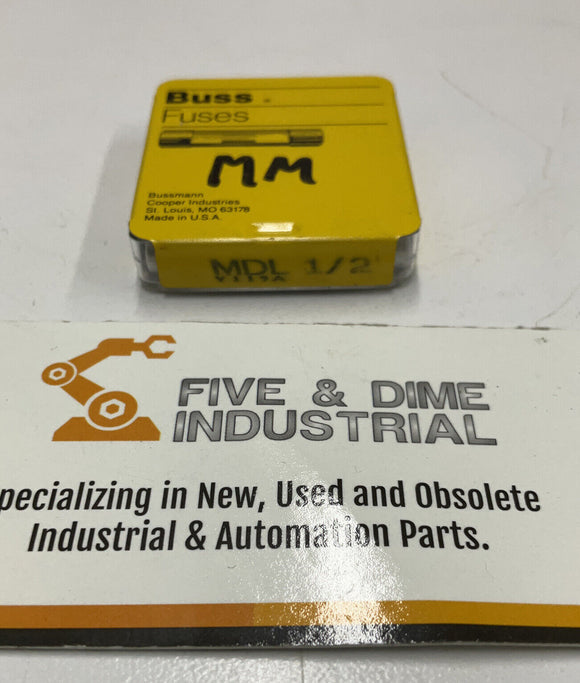 Buss
Fuses
MM
Bussmann
Cooper Industries
St. Louis, MO 63178
Made in U.S.A.
MDL 1/2
FIVE & DIME
INDUSTRIAL
pecializing in New, Used and Obsolete
Industrial & Automation Parts.